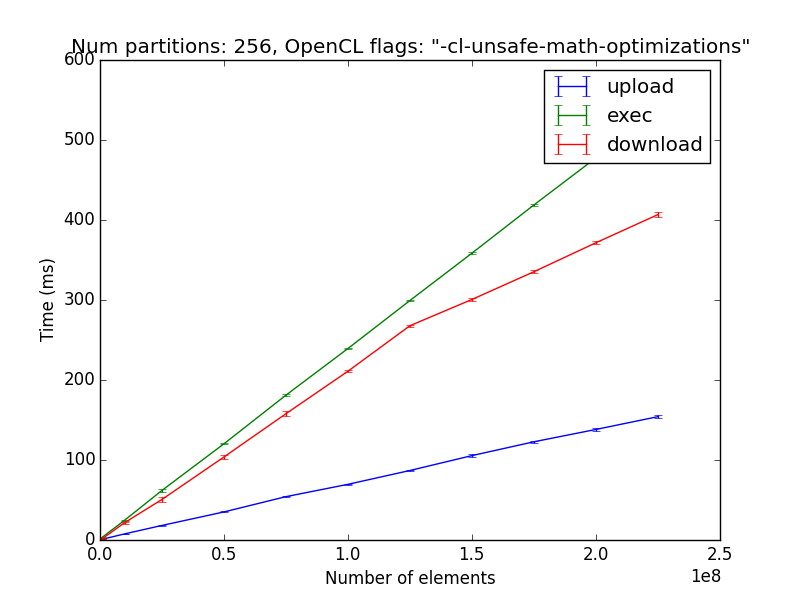 Num partitions: 256, OpenCL flags: "-cl-unsafe-math-optimizations"
600
500
400
300
200
100
0
Time (ms)
upload
exec
download
0.0 0.5 1.0 1.5 2.0 2.5
1e8
Number of elements